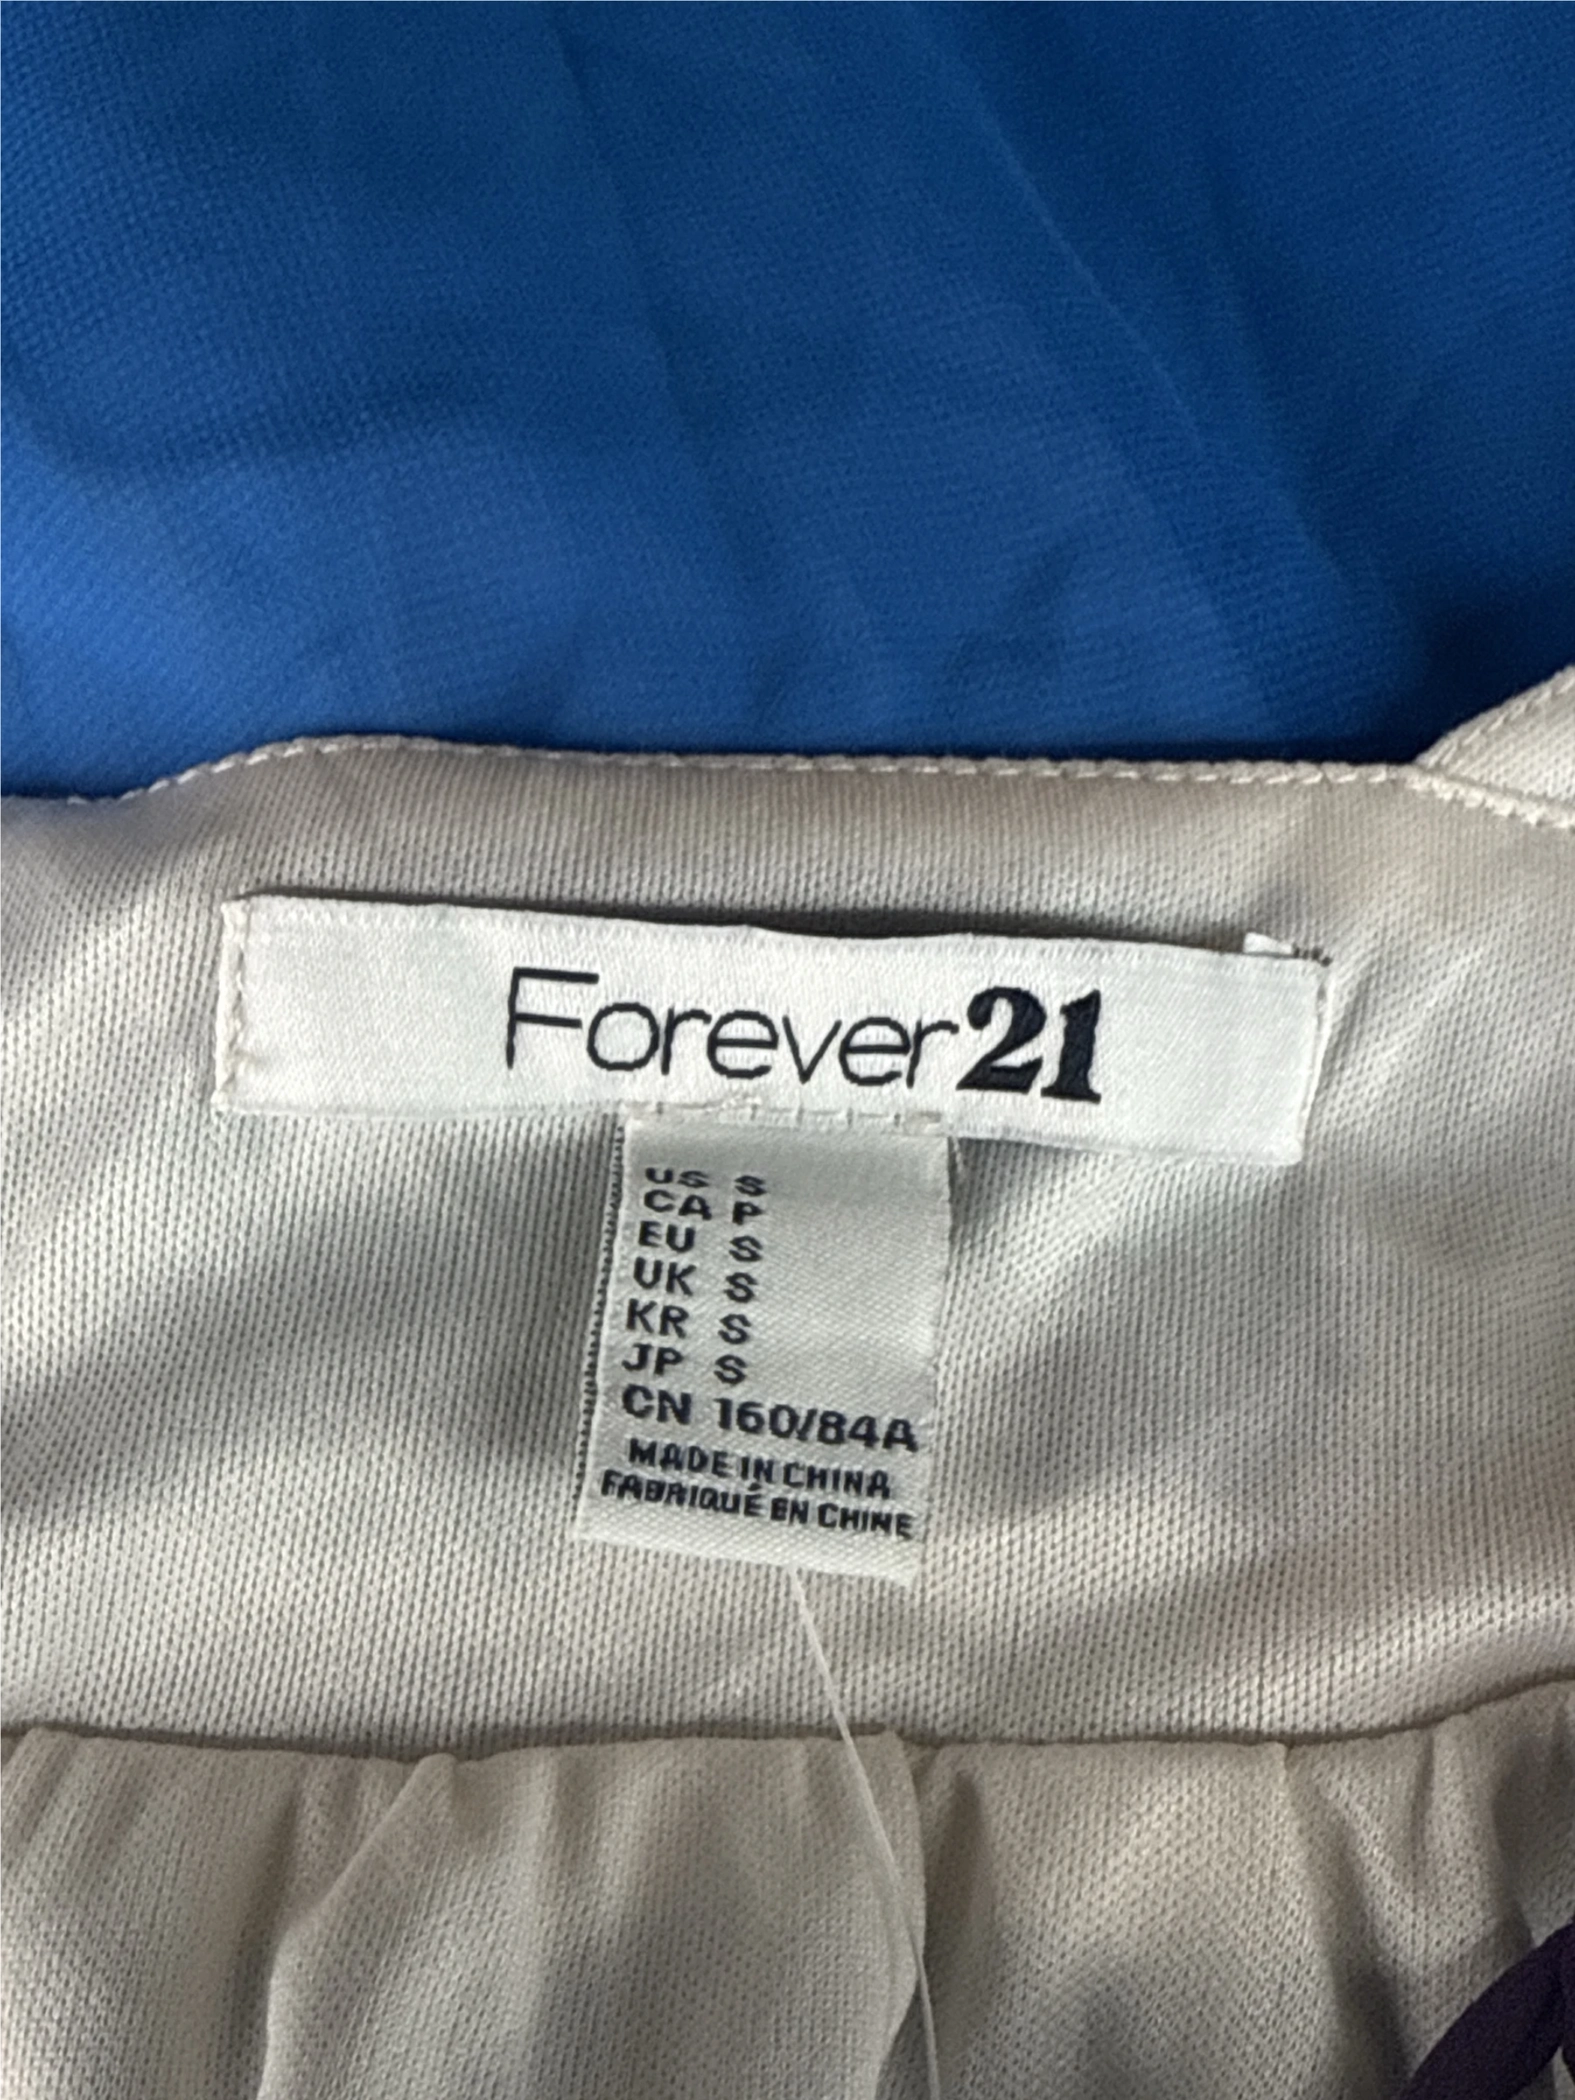 Forever21
US S
CA P
EU S
UK S
KR S
JP S
CN 160/84A
MADE IN CHINA
FABRIQUÉ EN CHINE